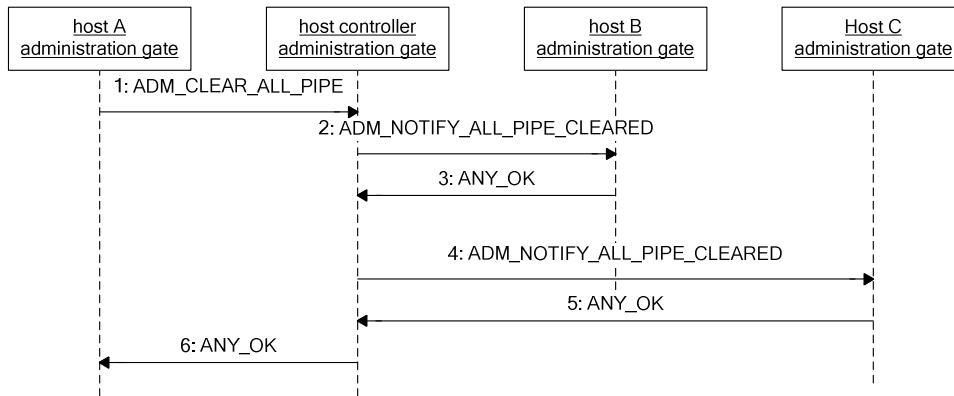 host A
administration gate
host controller
administration gate
host B
administration gate
Host C
administration gate
1: ADM_CLEAR_ALL_PIPE
2: ADM_NOTIFY_ALL_PIPE_CLEARED
3: ANY_OK
4: ADM_NOTIFY_ALL_PIPE_CLEARED
5: ANY_OK
6: ANY_OK